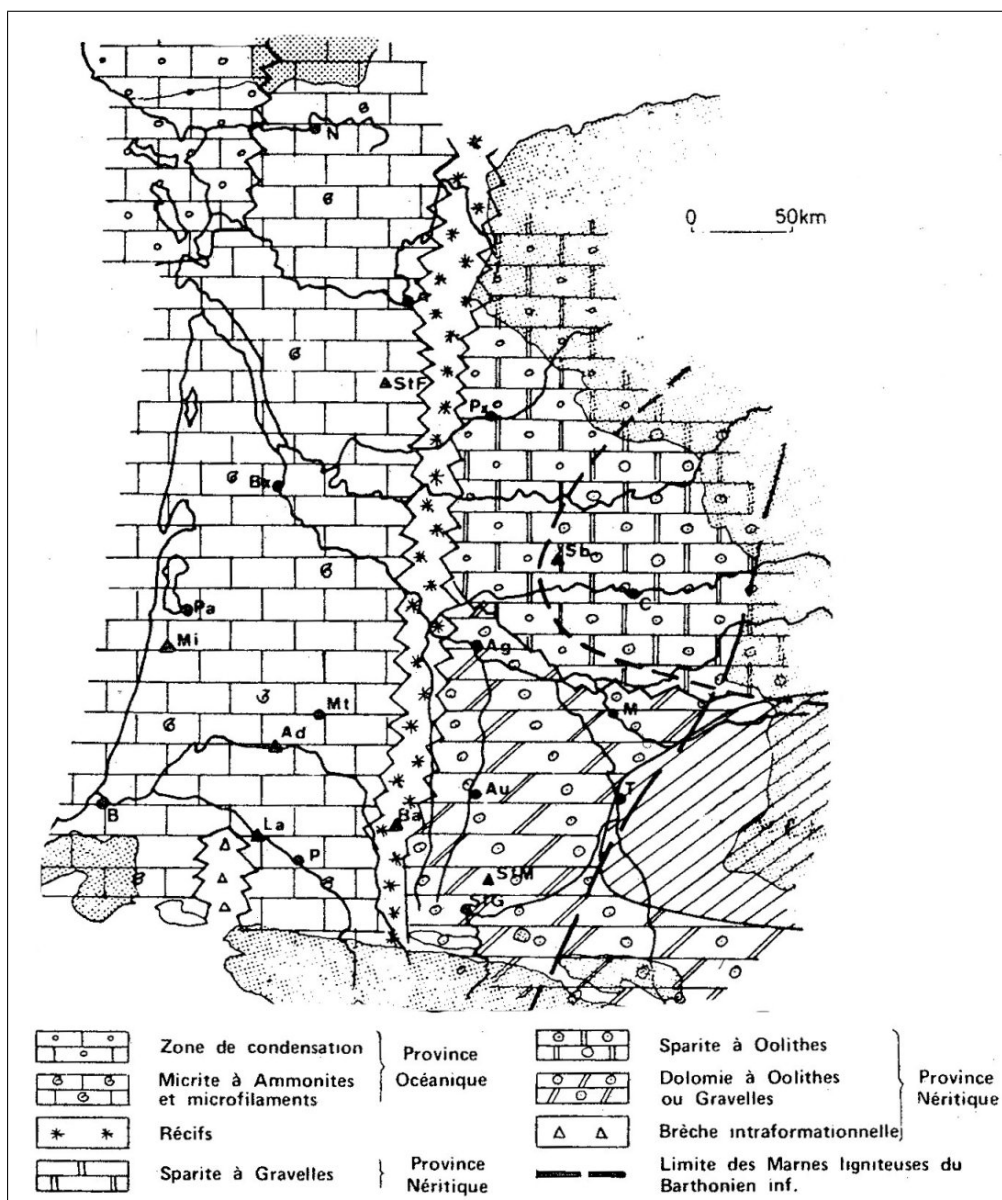 N
0 50km
A
StF
Px
Bx
Sb
C
Pa
Mi
Ag
Mt
M
Ad
Au
T
B
La
Ba
P
StM
StG
Zone de condensation
Micrite à Ammonites
et microfilaments
Province
Océanique
Récifs
Sparite à Gravelles
Province
Néritique
Sparite à Oolithes
Dolomie à Oolithes
ou Gravelles
Province
Néritique
Brèche intraformationnelle
Limite des Marnes ligniteuses du
Barthonien inf.